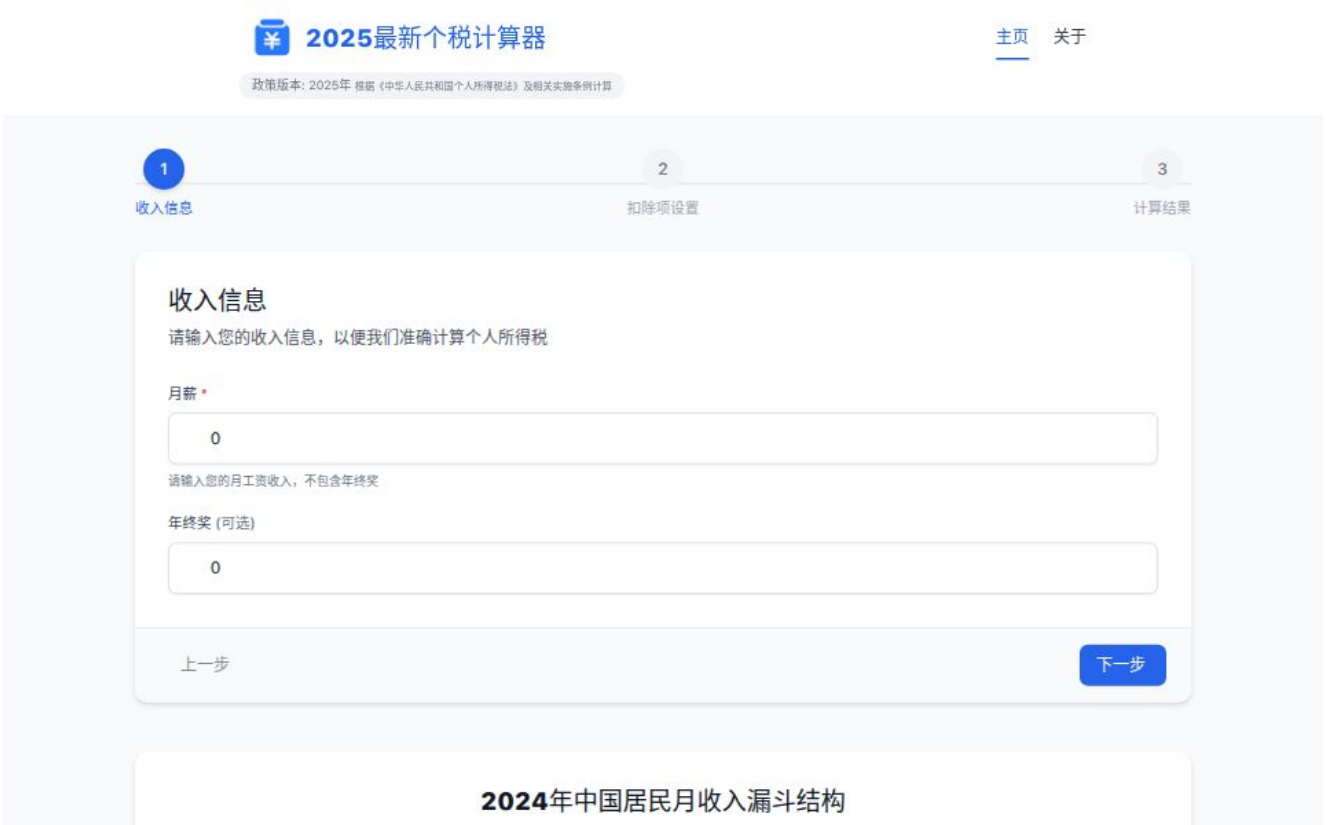 2025最新个税计算器
主页 关于
政策版本: 2025年 根据《中华人民共和国个人所得税法》及相关实施条例计算
1 2 3
收入信息 扣除项设置 计算结果
收入信息
请输入您的收入信息，以便我们准确计算个人所得税
月薪 *
0
请输入您的月工资收入，不包含年终奖
年终奖 (可选)
0
上一步 下一步
2024年中国居民月收入漏斗结构